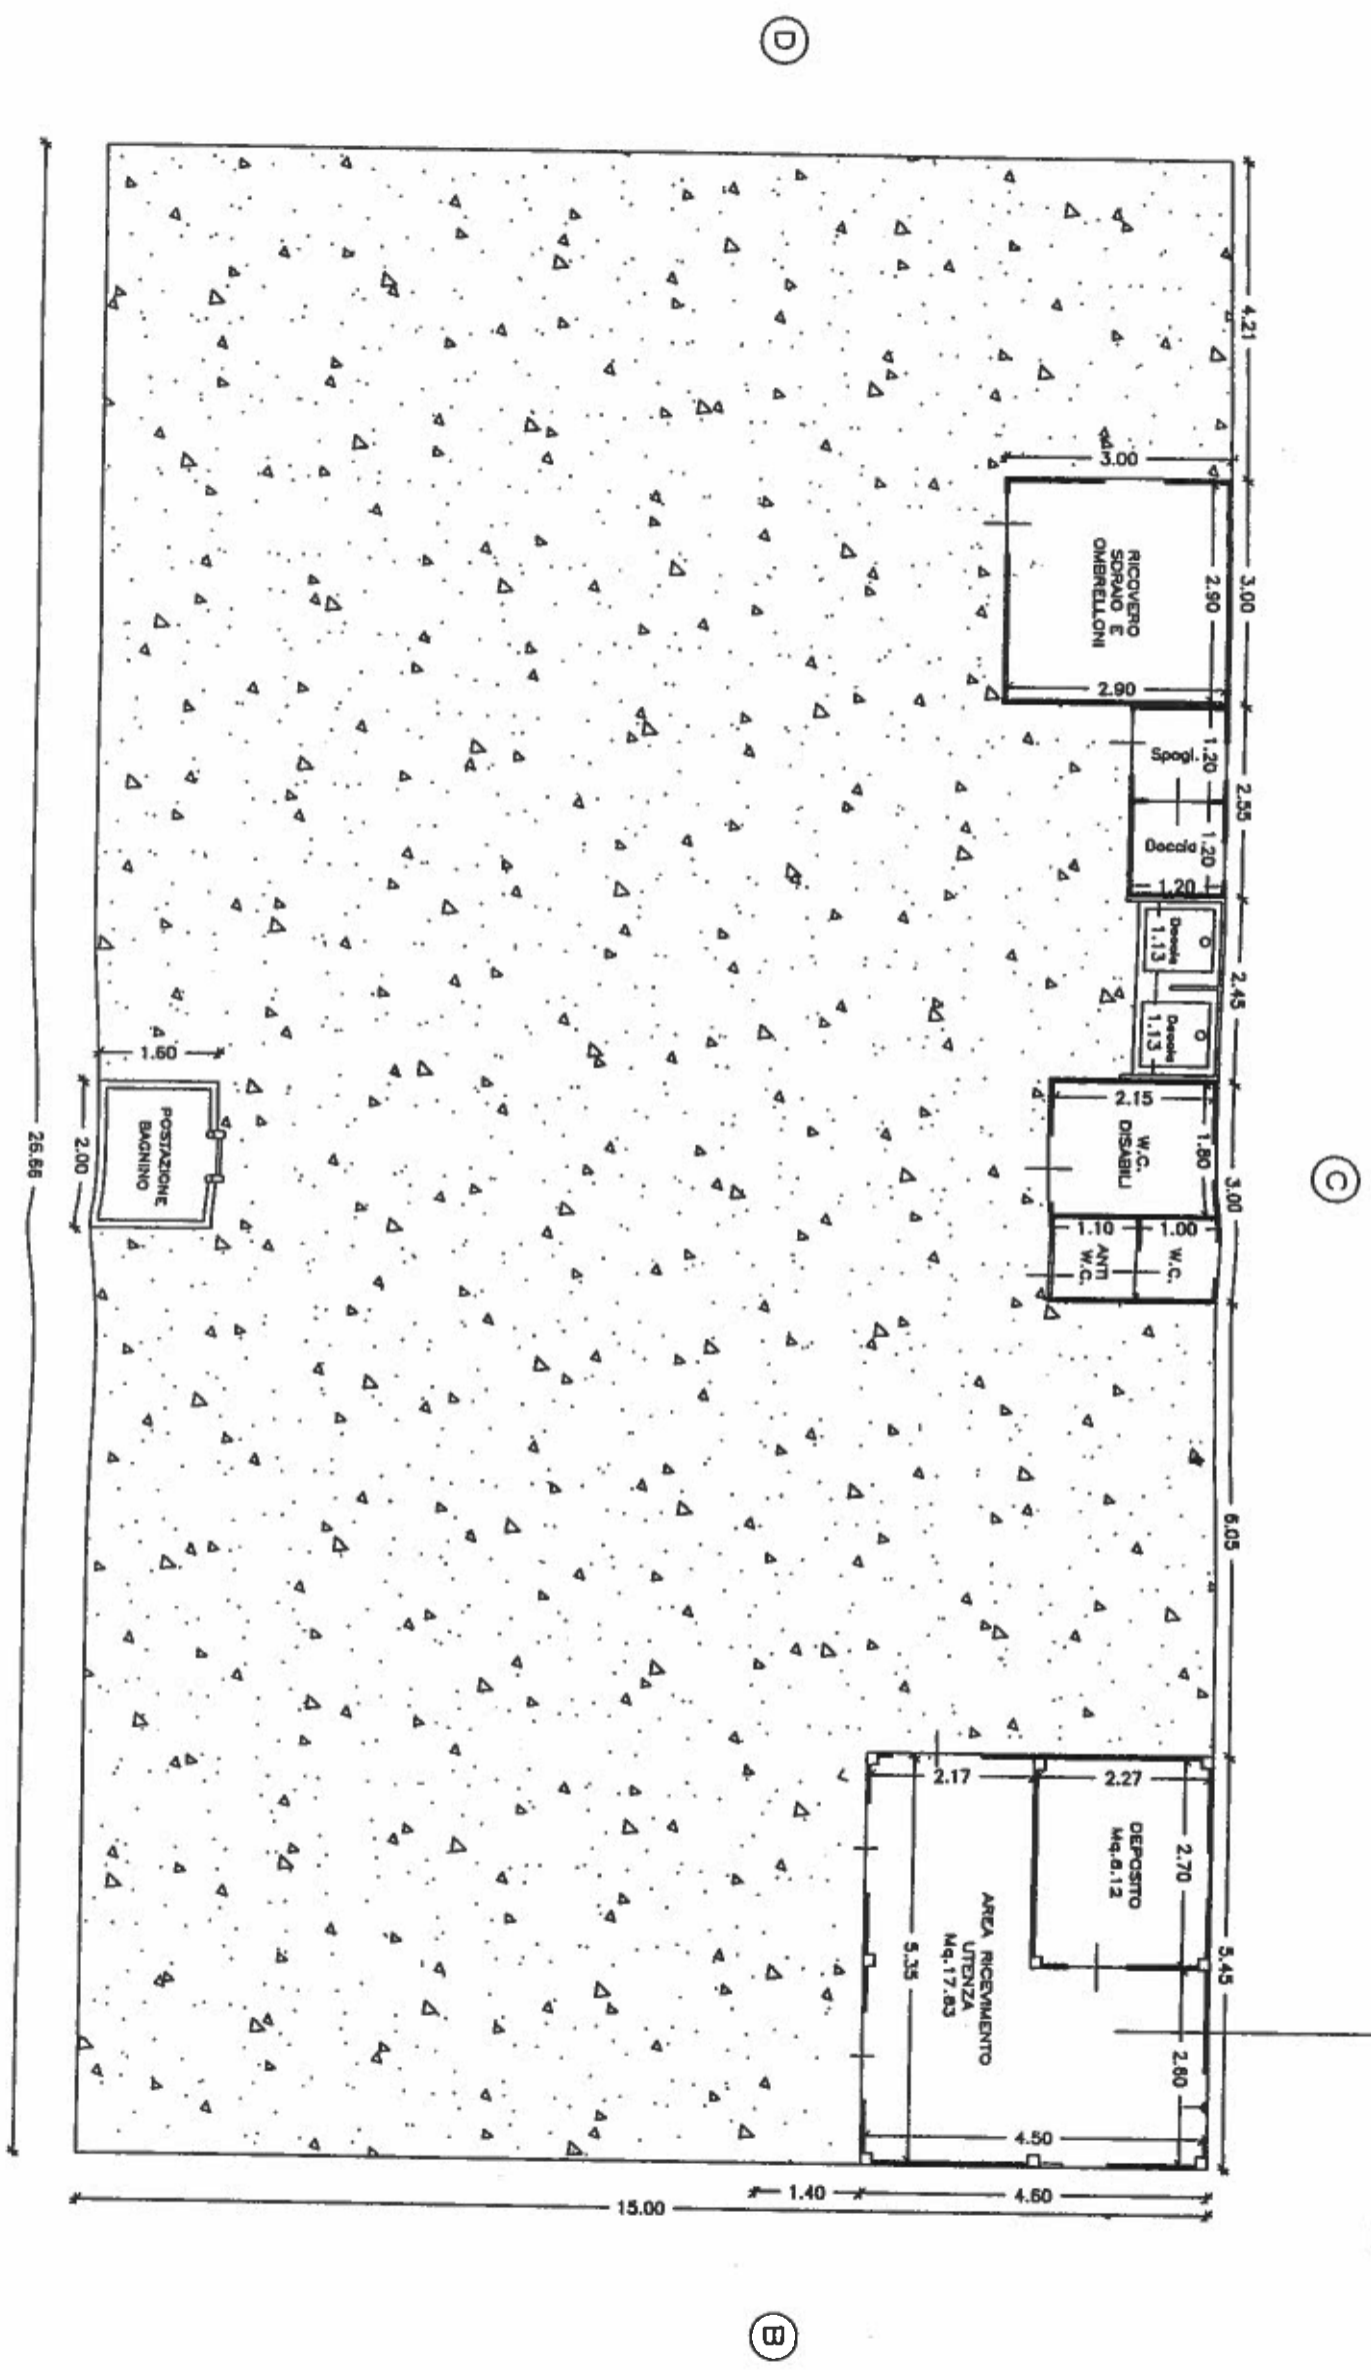 D
C
B
4.21
3.00
2.55
2.45
3.00
6.05
5.45
3.00
2.90
RICOVERO
SDRAIO E
OMBRELLONI
2.90
1.20
Spogl.
1.20
Doccia
1.20
Doccia
1.13
Doccia
1.13
2.15
1.80
W.C.
DISABILI
1.10
1.00
ANTI
W.C.
W.C.
2.17
2.27
2.70
DEPOSITO
Mq.6.12
AREA RICEVIMENTO
UTENZA
Mq.17.83
5.35
2.60
4.50
1.60
POSTAZIONE
BAGNINO
2.00
26.66
1.40
4.60
15.00